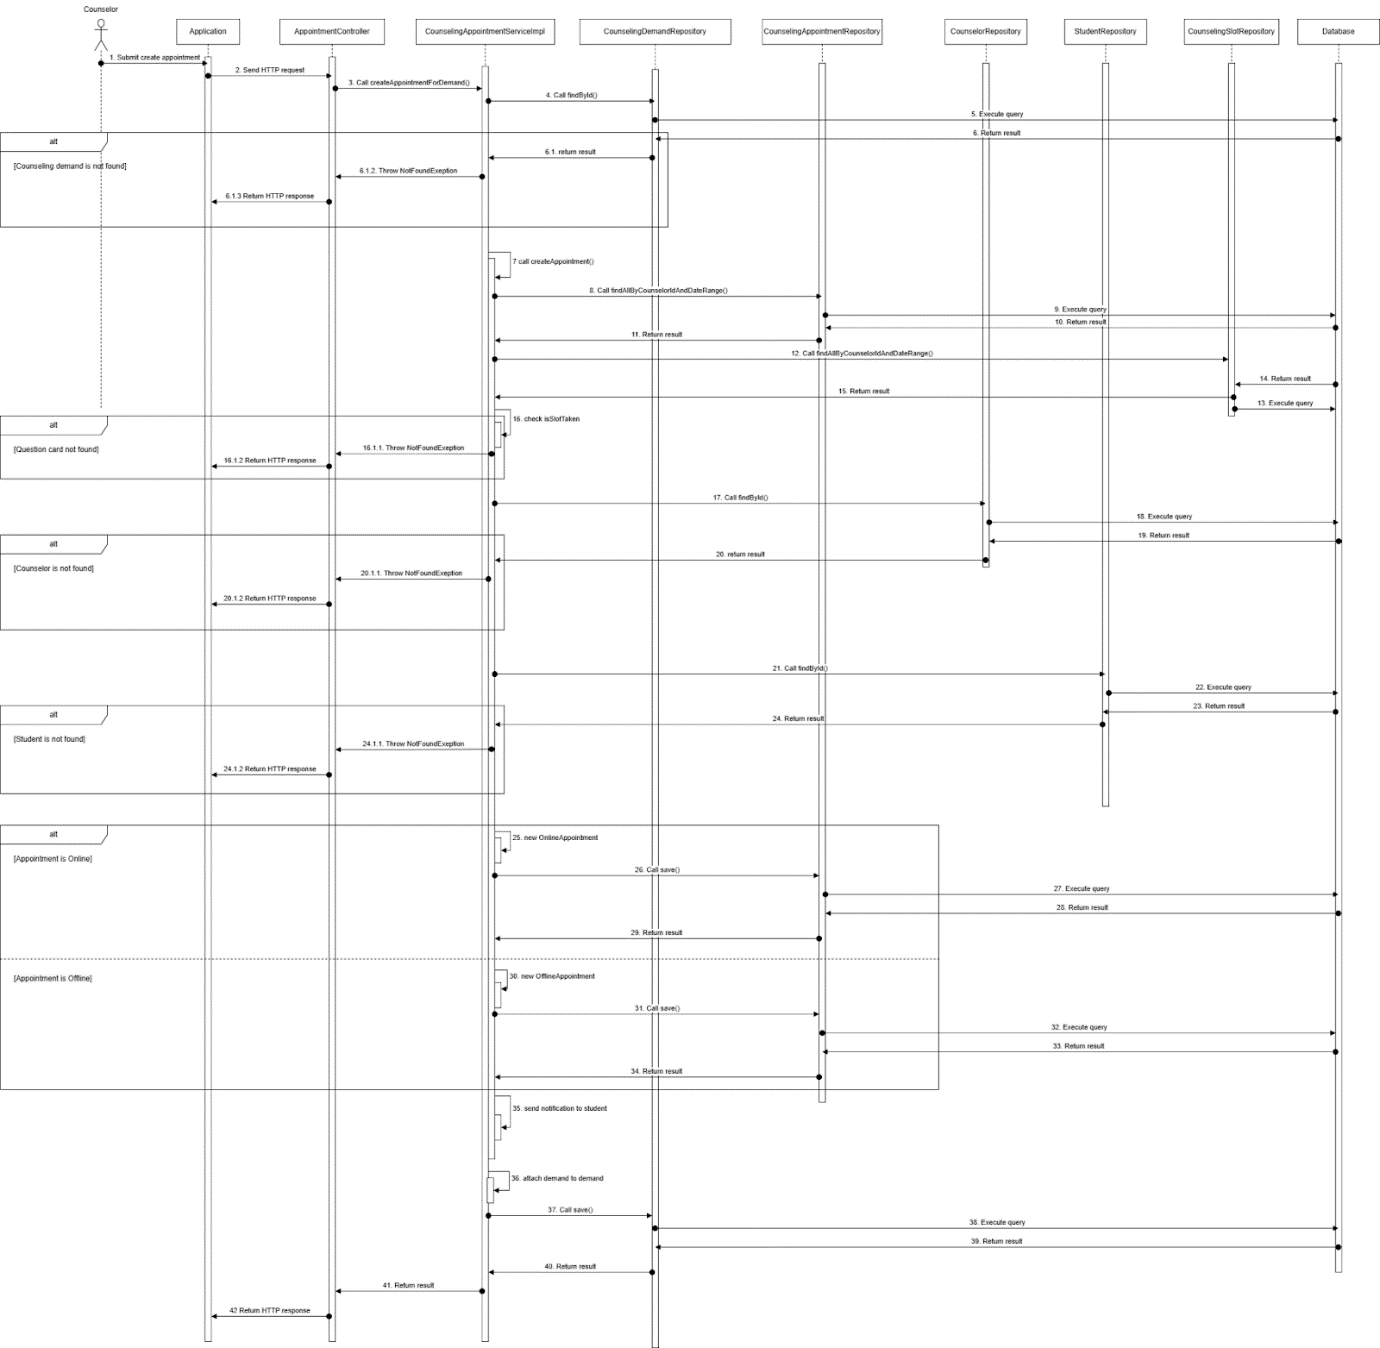 Counselor
Application
AppointmentController
CounselingAppointmentServiceImpl
CounselingDemandRepository
CounselingAppointmentRepository
CounselorRepository
StudentRepository
CounselingSlotRepository
Database
1. Submit create appointment
2. Send HTTP request
3. Call createAppointmentForDemand()
4. Call findById()
5. Execute query
6. Return result
alt
6.1. return result
[Counseling demand is not found]
6.1.2. Throw NotFoundExeption
6.1.3 Return HTTP response
7 call createAppointment()
8. Call findAllByCounselorIdAndDateRange()
9. Execute query
10. Return result
11. Return result
12. Call findAllByCounselorIdAndDateRange()
14. Return result
15. Return result
13. Execute query
16. check isSlotTaken
alt
[Question card not found]
16.1.1. Throw NotFoundExeption
16.1.2 Return HTTP response
17. Call findById()
18. Execute query
19. Return result
alt
20. return result
[Counselor is not found]
20.1.1. Throw NotFoundExeption
20.1.2 Return HTTP response
21. Call findById()
22. Execute query
23. Return result
alt
24. Return result
[Student is not found]
24.1.1. Throw NotFoundExeption
24.1.2 Return HTTP response
alt
25. new OnlineAppointment
[Appointment is Online]
26. Call save()
27. Execute query
28. Return result
29. Return result
[Appointment is Offline]
30. new OfflineAppointment
31. Call save()
32. Execute query
33. Return result
34. Return result
35. send notification to student
36. attach demand to demand
37. Call save()
38. Execute query
39. Return result
40. Return result
41. Return result
42 Return HTTP response